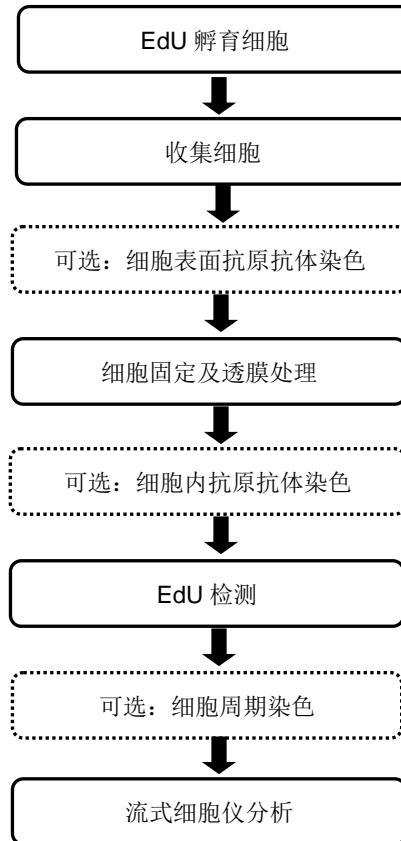 EdU 孵育细胞
收集细胞
可选：细胞表面抗原抗体染色
细胞固定及透膜处理
可选：细胞内抗原抗体染色
EdU 检测
可选：细胞周期染色
流式细胞仪分析